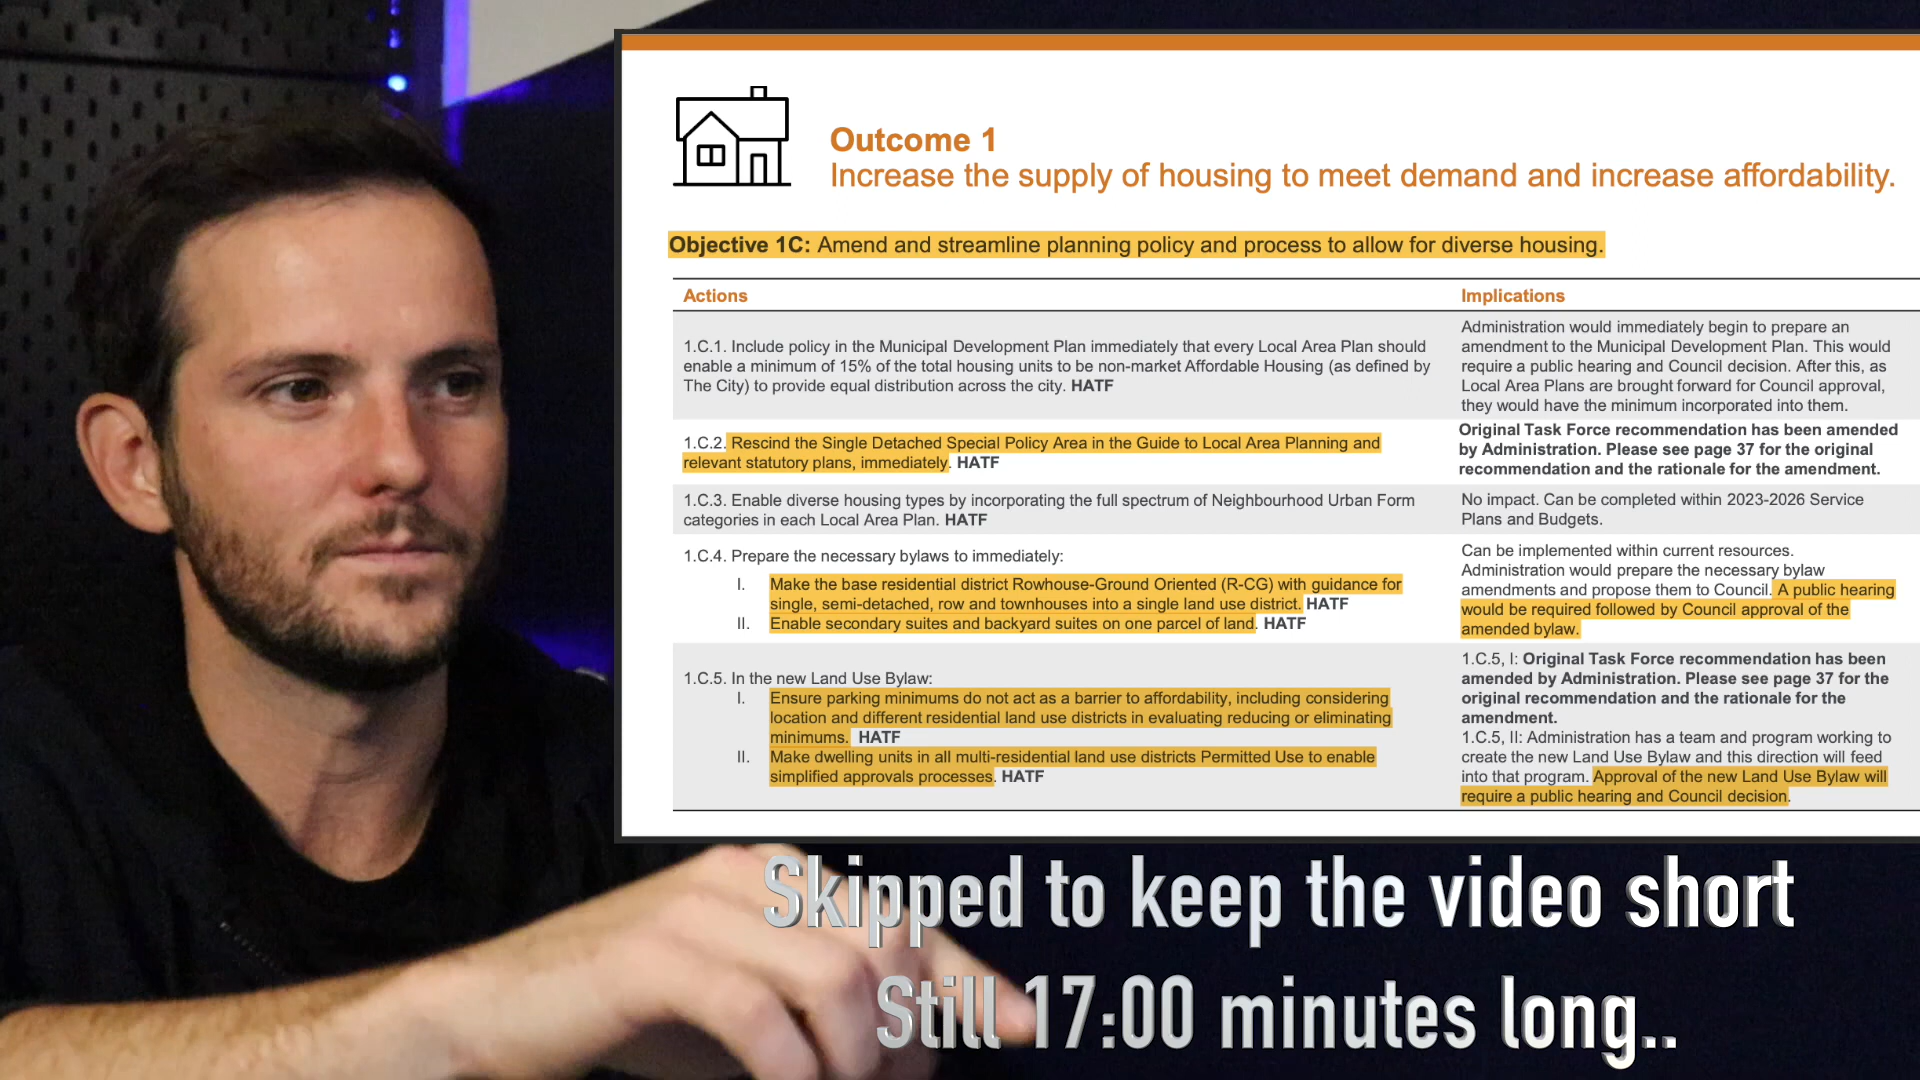 Outcome 1
Increase the supply of housing to meet demand and increase affordability.
Objective 1C: Amend and streamline planning policy and process to allow for diverse housing.
Actions
Implications
1.C.1. Include policy in the Municipal Development Plan immediately that every Local Area Plan should
enable a minimum of 15% of the total housing units to be non-market Affordable Housing (as defined by
The City) to provide equal distribution across the city. HATF
Administration would immediately begin to prepare an
amendment to the Municipal Development Plan. This would
require a public hearing and Council decision. After this, as
Local Area Plans are brought forward for Council approval,
they would have the minimum incorporated into them.
1.C.2. Rescind the Single Detached Special Policy Area in the Guide to Local Area Planning and
relevant statutory plans, immediately. HATF
Original Task Force recommendation has been amended
by Administration. Please see page 37 for the original
recommendation and the rationale for the amendment.
1.C.3. Enable diverse housing types by incorporating the full spectrum of Neighbourhood Urban Form
categories in each Local Area Plan. HATF
No impact. Can be completed within 2023-2026 Service
Plans and Budgets.
1.C.4. Prepare the necessary bylaws to immediately:
I. Make the base residential district Rowhouse-Ground Oriented (R-CG) with guidance for
single, semi-detached, row and townhouses into a single land use district. HATF
II. Enable secondary suites and backyard suites on one parcel of land. HATF
Can be implemented within current resources.
Administration would prepare the necessary bylaw
amendments and propose them to Council. A public hearing
would be required followed by Council approval of the
amended bylaw.
1.C.5. In the new Land Use Bylaw:
I. Ensure parking minimums do not act as a barrier to affordability, including considering
location and different residential land use districts in evaluating reducing or eliminating
minimums. HATF
II. Make dwelling units in all multi-residential land use districts Permitted Use to enable
simplified approvals processes. HATF
1.C.5, I: Original Task Force recommendation has been
amended by Administration. Please see page 37 for the
original recommendation and the rationale for the
amendment.
1.C.5, II: Administration has a team and program working to
create the new Land Use Bylaw and this direction will feed
into that program. Approval of the new Land Use Bylaw will
require a public hearing and Council decision.
Skipped to keep the video short
Still 17:00 minutes long..